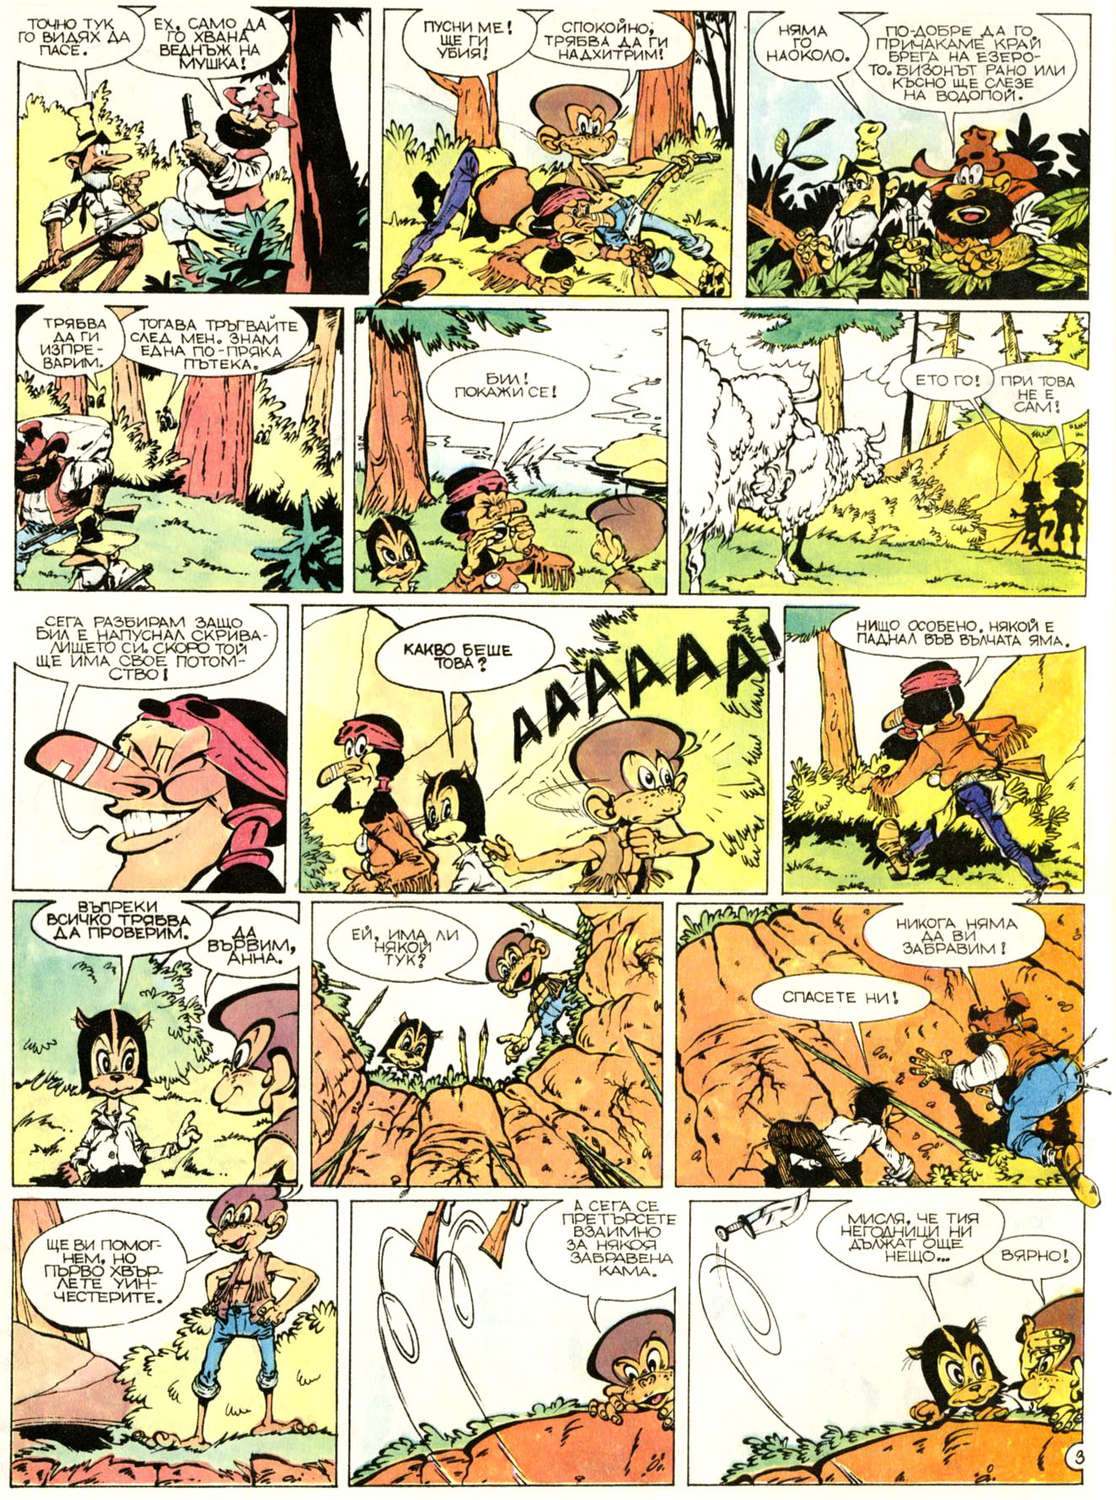 ТОЧНО ТУК
ГО ВИДЯХ ДА
ПАСЕ.
ЕХ, САМО ДА
ГО ХВАНА
ВЕДНЪЖ НА
МУШКА!
ПУСНИ МЕ!
ЩЕ ГИ
УБИЯ!
СПОКОЙНО,
ТРЯБВА ДА ГИ
НАДХИТРИМ!
НЯМА
ГО
НАОКОЛО.
ПО-ДОБРЕ ДА ГО
ПРИЧАКАМЕ КРАЙ
БРЕГА НА ЕЗЕРО-
ТО. БИЗОНЪТ РАНО ИЛИ
КЪСНО ЩЕ СЛЕЗЕ
НА ВОДОПОЙ.
ТРЯБВА
ДА ГИ
ИЗПРЕ-
ВАРИМ.
ТОГАВА ТРЪГВАЙТЕ
СЛЕД МЕН. ЗНАМ
ЕДНА ПО-ПРЯКА
ПЪТЕКА.
БИЛ!
ПОКАЖИ СЕ!
ЕТО ГО!
ПРИ ТОВА
НЕ Е
САМ!
СЕГА РАЗБИРАМ ЗАЩО
БИЛ Е НАПУСНАЛ СКРИВА-
ЛИЩЕТО СИ. СКОРО ТОЙ
ЩЕ ИМА СВОЕ ПОТОМ-
СТВО!
КАКВО БЕШЕ
ТОВА?
АААААА!
НИЩО ОСОБЕНО, НЯКОЙ Е
ПАДНАЛ ВЪВ ВЪЛЧАТА ЯМА.
ВЪПРЕКИ
ВСИЧКО ТРЯБВА
ДА ПРОВЕРИМ.
ДА
ВЪРВИМ,
АННА.
ЕЙ, ИМА ЛИ
НЯКОЙ
ТУК?
СПАСЕТЕ НИ!
НИКОГА НЯМА
ДА ВИ
ЗАБРАВИМ!
ЩЕ ВИ ПОМОГ-
НЕМ, НО
ПЪРВО ХВЪР-
ЛЕТЕ УИН-
ЧЕСТЕРИТЕ.
А СЕГА СЕ
ПРЕТЪРСЕТЕ
ВЗАИМНО
ЗА НЯКОЯ
ЗАБРАВЕНА
КАМА.
МИСЛЯ, ЧЕ ТИЯ
НЕГОДНИЦИ НИ
ДЪЛЖАТ ОЩЕ
НЕЩО...
ВЯРНО!
3